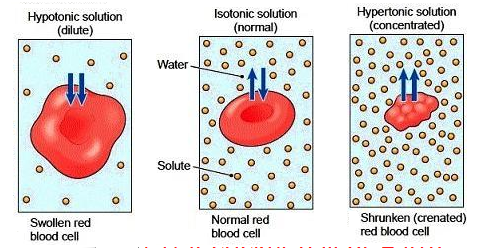 Hypotonic solution
(dilute)
Isotonic solution
(normal)
Hypertonic solution
(concentrated)
Water
Solute
Swollen red
blood cell
Normal red
blood cell
Shrunken (crenated)
red blood cell